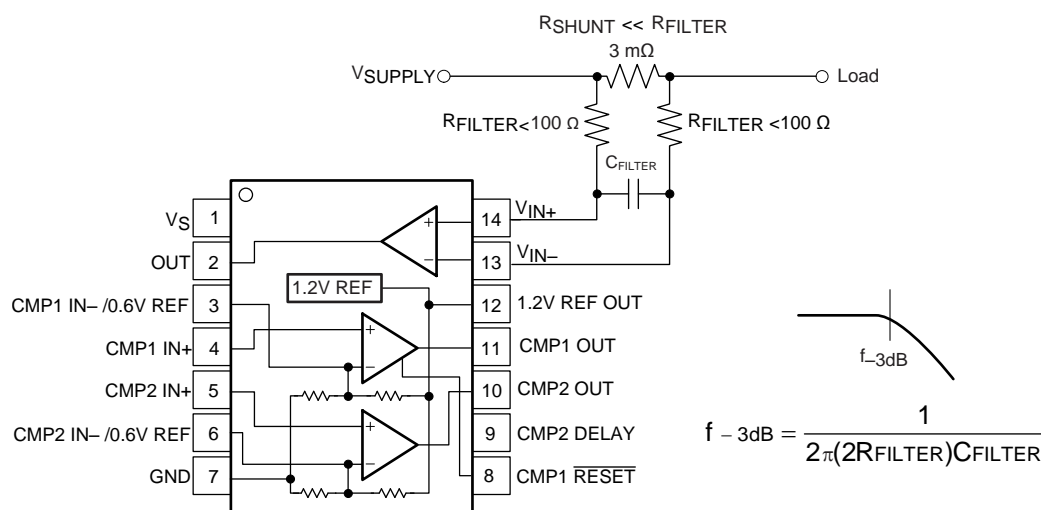 RSHUNT << RFILTER
3 mΩ
VSUPPLY
Load
RFILTER<100 Ω
RFILTER <100 Ω
CFILTER
VS
1
14
VIN+
OUT
2
+
−
13
VIN−
1.2V REF
CMP1 IN− /0.6V REF
3
12
1.2V REF OUT
CMP1 IN+
4
+
−
11
CMP1 OUT
CMP2 IN+
5
10
CMP2 OUT
CMP2 IN− /0.6V REF
6
+
−
9
CMP2 DELAY
GND
7
8
CMP1 RESET
f−3dB
f − 3dB = 1 / 2π(2RFILTER)CFILTER